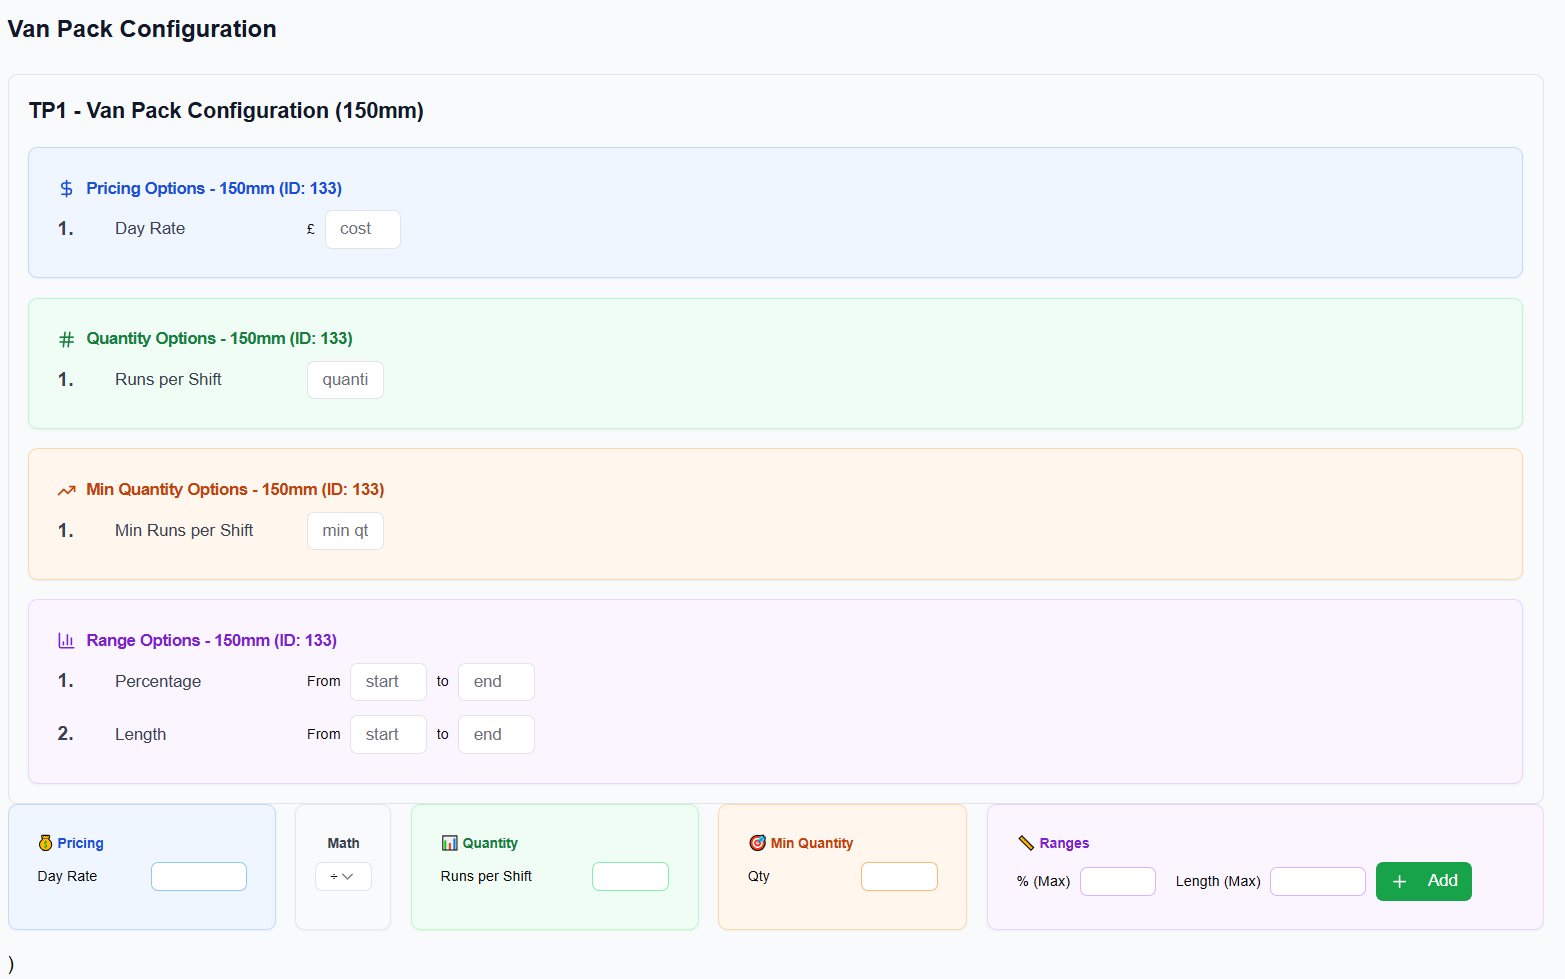 Van Pack Configuration
TP1 - Van Pack Configuration (150mm)
Pricing Options - 150mm (ID: 133)
1. Day Rate £ cost
Quantity Options - 150mm (ID: 133)
1. Runs per Shift quanti
Min Quantity Options - 150mm (ID: 133)
1. Min Runs per Shift min qt
Range Options - 150mm (ID: 133)
1. Percentage From start to end
2. Length From start to end
Pricing
Day Rate
Math
÷
Quantity
Runs per Shift
Min Quantity
Qty
Ranges
% (Max) Length (Max) + Add
)